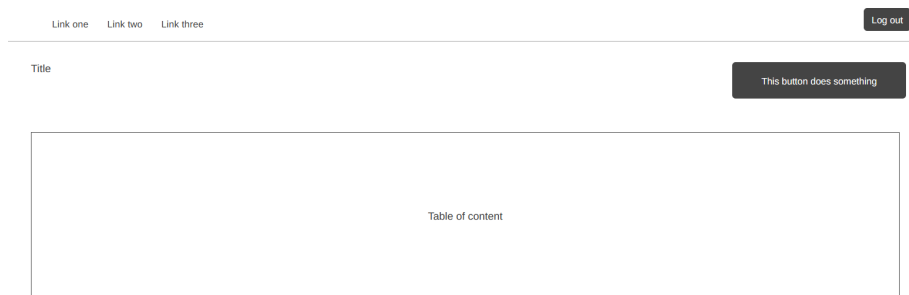 Link one Link two Link three Log out
Title This button does something
Table of content